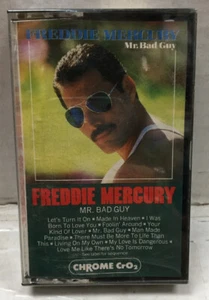 FREDDIE MERCURY
Mr. Bad Guy
FREDDIE MERCURY
MR. BAD GUY
Let's Turn It On • Made In Heaven • I Was
Born To Love You • Foolin' Around • Your
Kind Of Lover • Mr. Bad Guy • Man Made
Paradise • There Must Be More To Life Than
This • Living On My Own • My Love Is Dangerous •
Love Me Like There's No Tomorrow
CHROME CrO₂